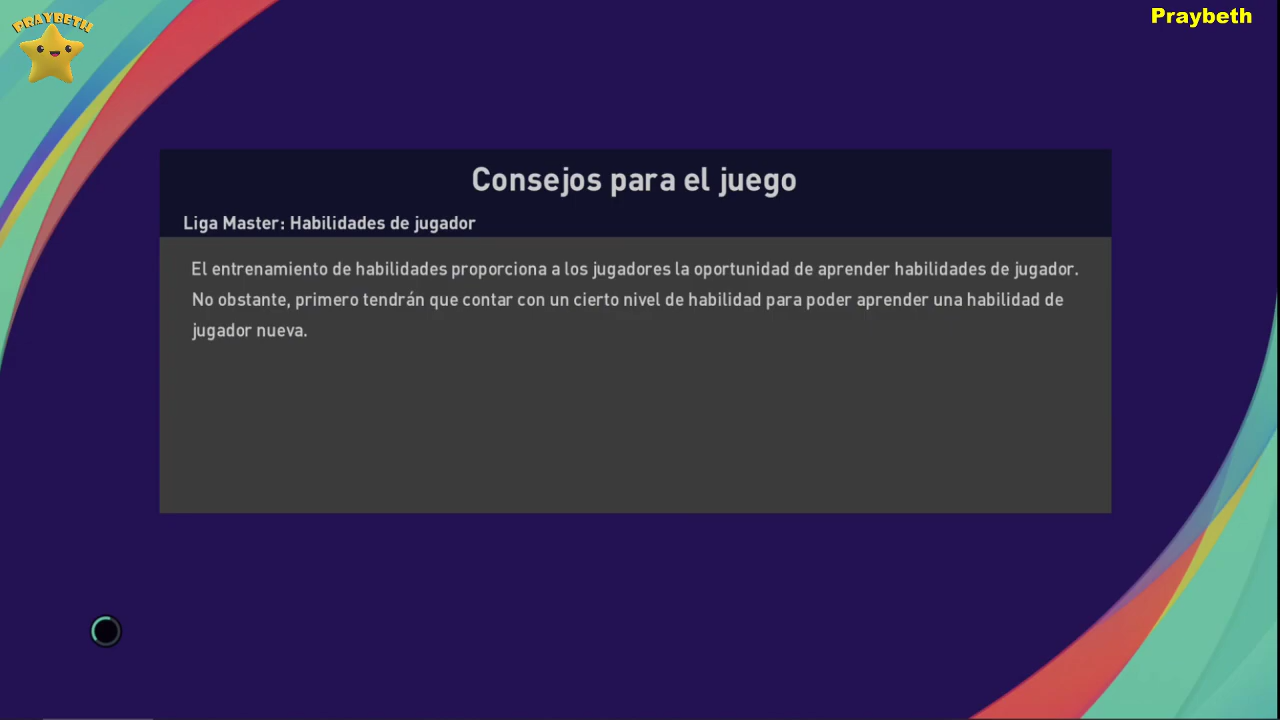 PRAYBETH
Praybeth
Consejos para el juego
Liga Master: Habilidades de jugador
El entrenamiento de habilidades proporciona a los jugadores la oportunidad de aprender habilidades de jugador.
No obstante, primero tendrán que contar con un cierto nivel de habilidad para poder aprender una habilidad de
jugador nueva.